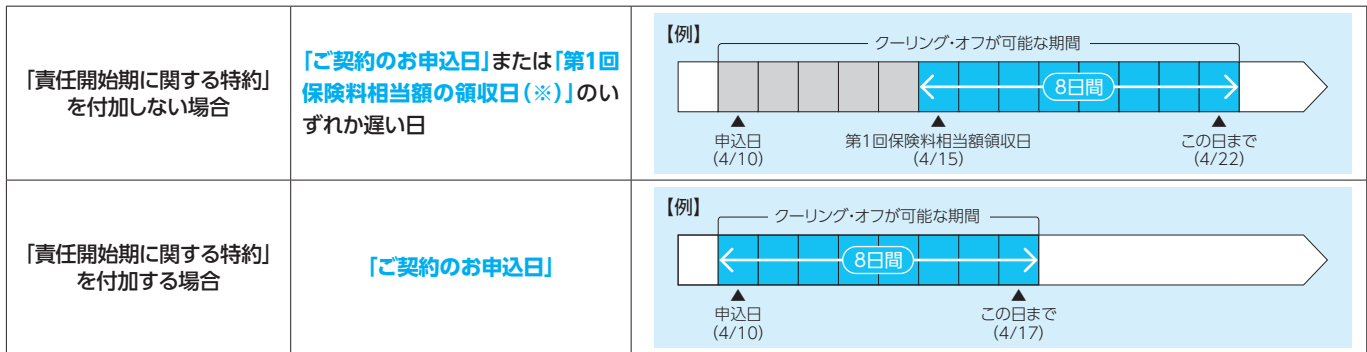 「責任開始期に関する特約」
を付加しない場合
「ご契約のお申込日」または「第1回
保険料相当額の領収日(※)」のい
ずれか遅い日
【例】
クーリング・オフが可能な期間
8日間
申込日
(4/10)
第1回保険料相当額領収日
(4/15)
この日まで
(4/22)
「責任開始期に関する特約」
を付加する場合
「ご契約のお申込日」
【例】
クーリング・オフが可能な期間
8日間
申込日
(4/10)
この日まで
(4/17)